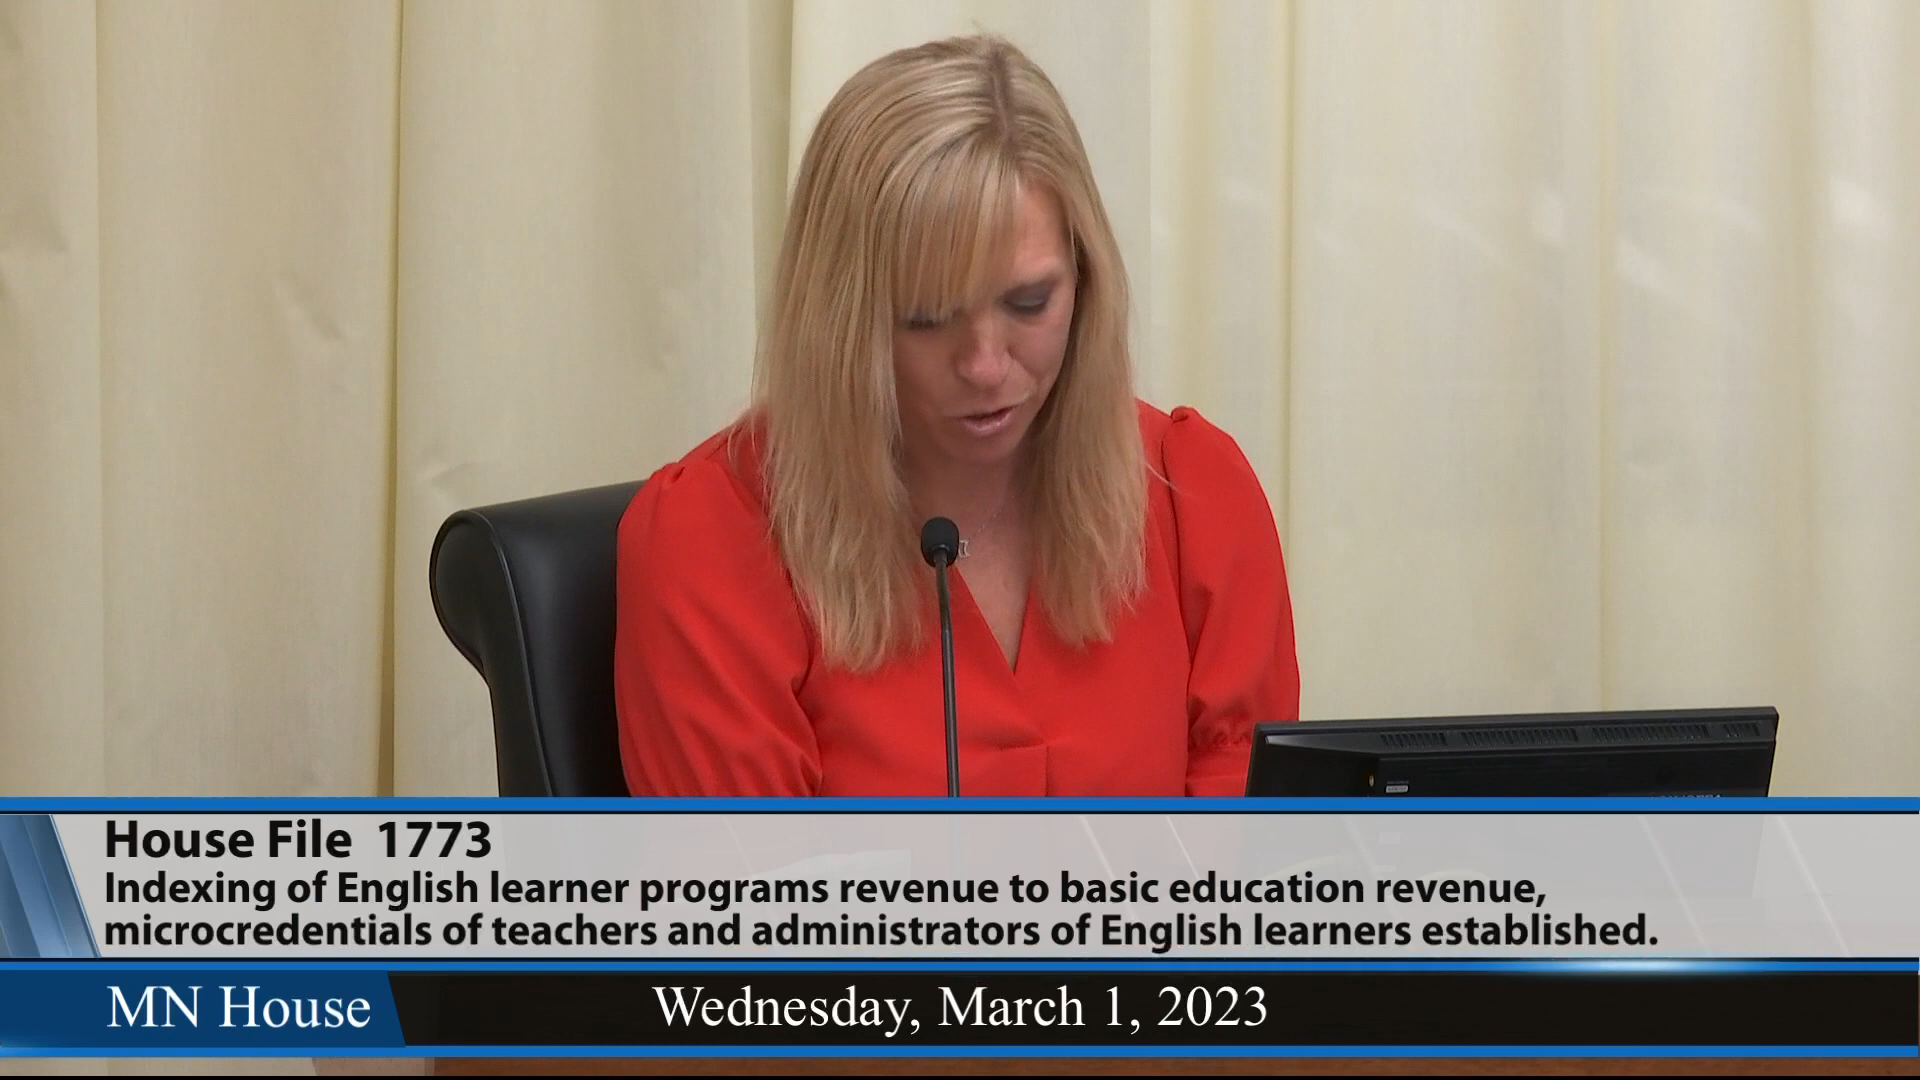 House File 1773
Indexing of English learner programs revenue to basic education revenue,
microcredentials of teachers and administrators of English learners established.
MN House
Wednesday, March 1, 2023